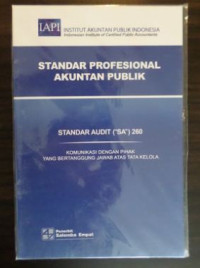 IAPI
INSTITUT AKUNTAN PUBLIK INDONESIA
Indonesian Institute of Certified Public Accountants
STANDAR PROFESIONAL
AKUNTAN PUBLIK
STANDAR AUDIT ("SA") 260
KOMUNIKASI DENGAN PIHAK
YANG BERTANGGUNG JAWAB ATAS TATA KELOLA
Penerbit
Salemba Empat